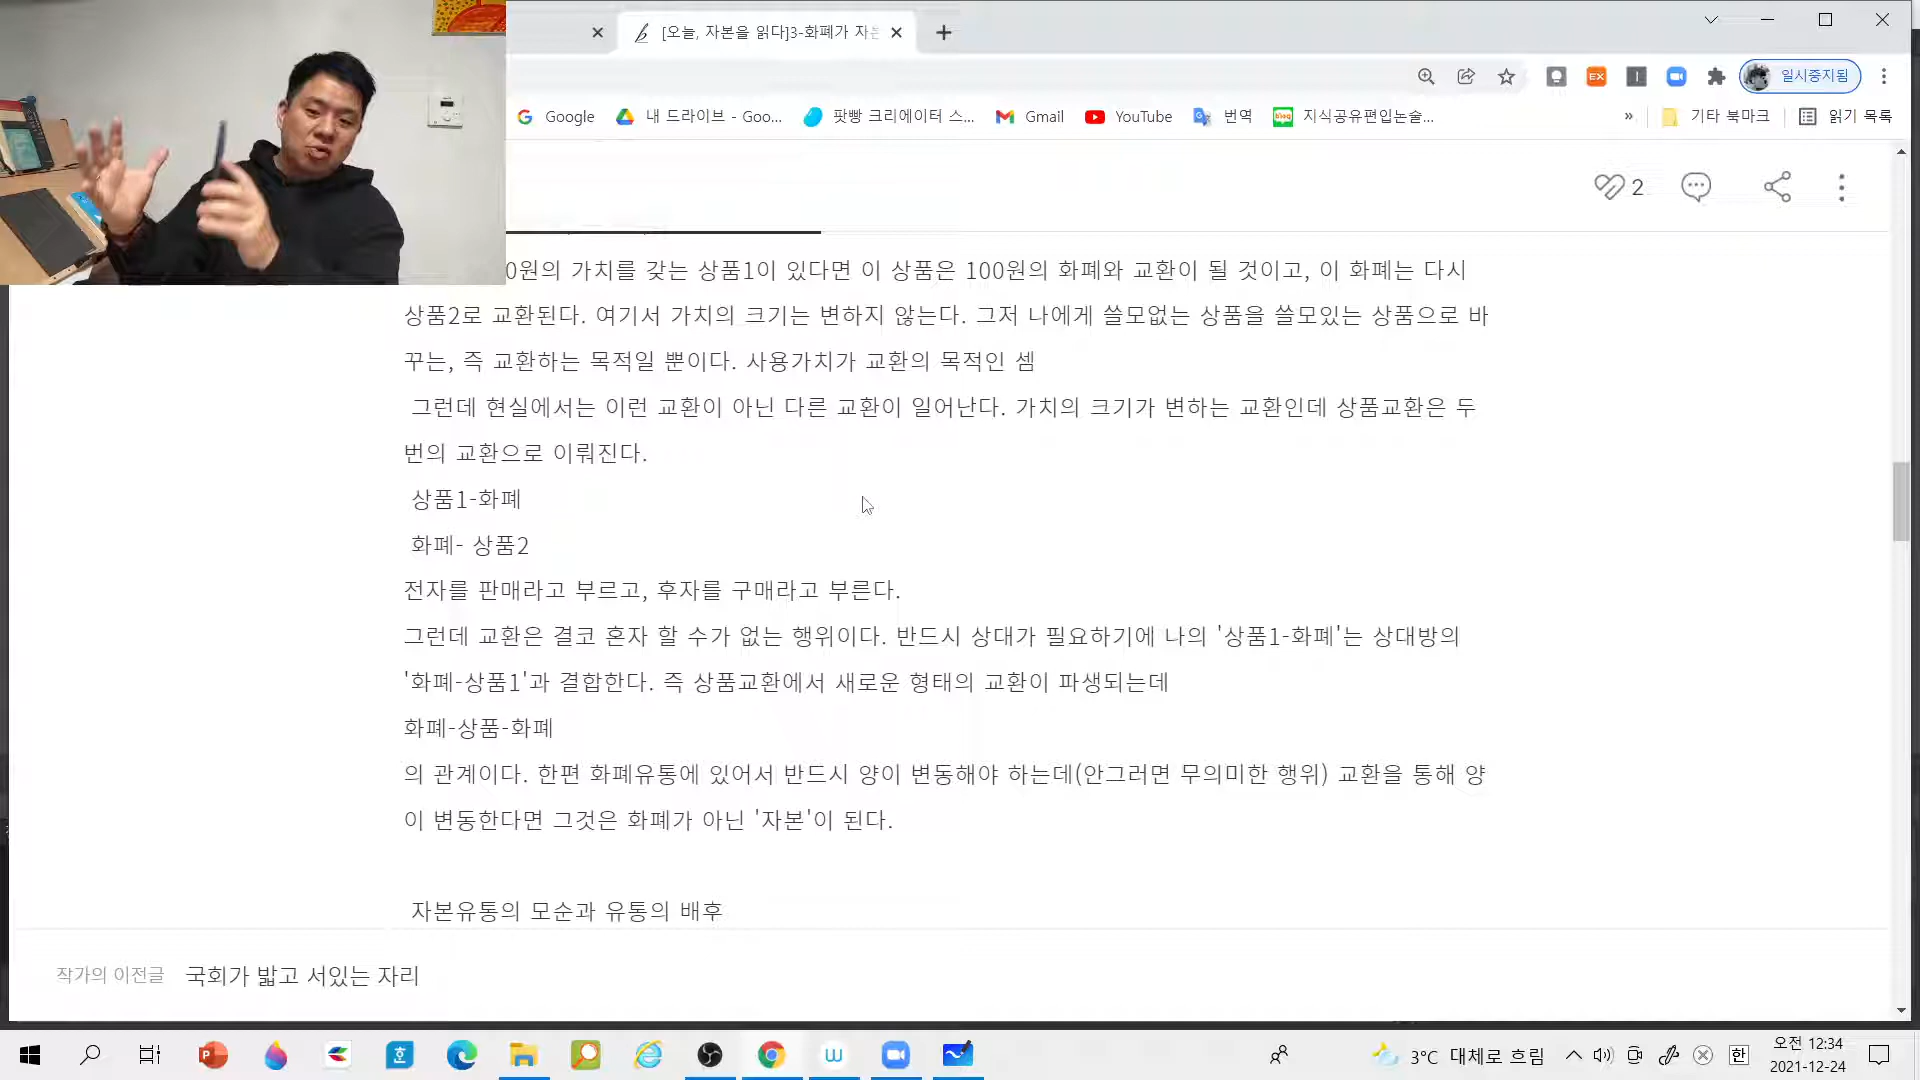 [오늘, 자본을 읽다]3-화폐가 자본
일시중지됨
Google
내 드라이브 - Goo...
팟빵 크리에이터 스...
Gmail
YouTube
번역
지식공유편입논술...
»
기타 북마크
읽기 목록
2
0원의 가치를 갖는 상품1이 있다면 이 상품은 100원의 화폐와 교환이 될 것이고, 이 화폐는 다시
상품2로 교환된다. 여기서 가치의 크기는 변하지 않는다. 그저 나에게 쓸모없는 상품을 쓸모있는 상품으로 바
꾸는, 즉 교환하는 목적일 뿐이다. 사용가치가 교환의 목적인 셈
그런데 현실에서는 이런 교환이 아닌 다른 교환이 일어난다. 가치의 크기가 변하는 교환인데 상품교환은 두
번의 교환으로 이뤄진다.
상품1-화폐
화폐- 상품2
전자를 판매라고 부르고, 후자를 구매라고 부른다.
그런데 교환은 결코 혼자 할 수가 없는 행위이다. 반드시 상대가 필요하기에 나의 '상품1-화폐'는 상대방의
'화폐-상품1'과 결합한다. 즉 상품교환에서 새로운 형태의 교환이 파생되는데
화폐-상품-화폐
의 관계이다. 한편 화폐유통에 있어서 반드시 양이 변동해야 하는데(안그러면 무의미한 행위) 교환을 통해 양
이 변동한다면 그것은 화폐가 아닌 '자본'이 된다.
자본유통의 모순과 유통의 배후
작가의 이전글 국회가 밟고 서있는 자리
3°C 대체로 흐림
한
오전 12:34
2021-12-24